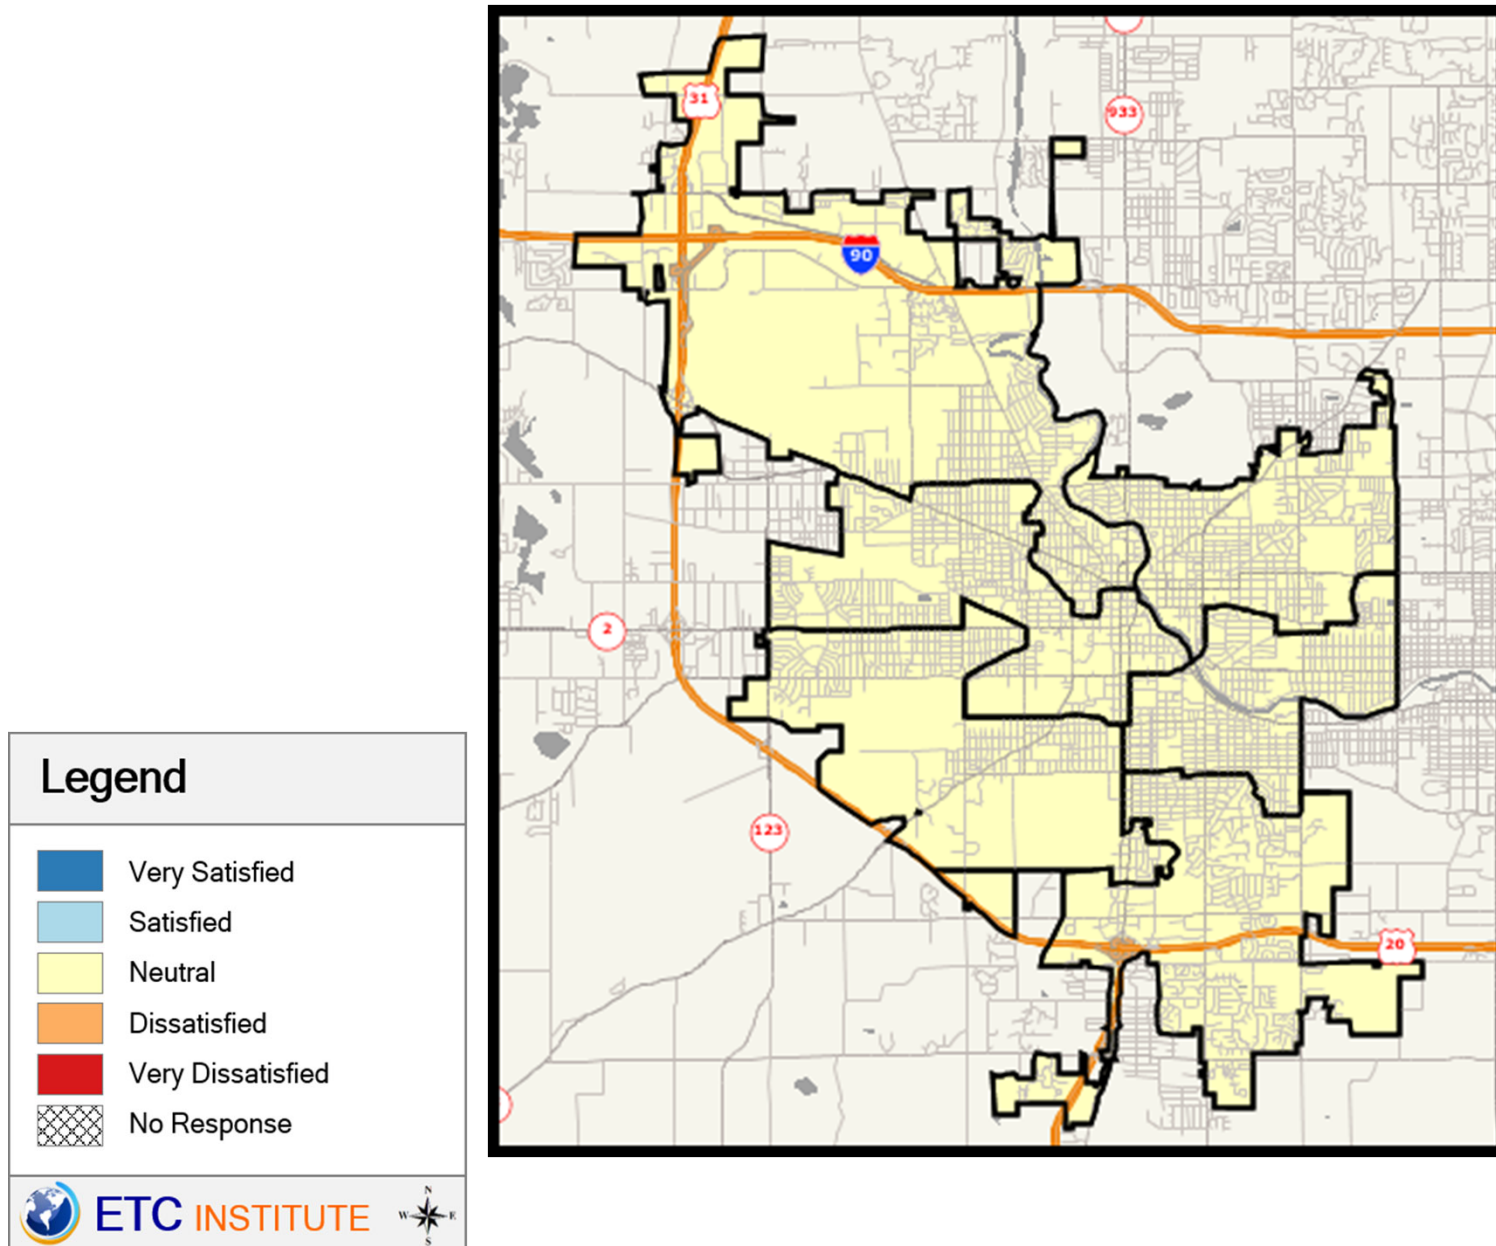 31
933
90
2
123
20
Legend
Very Satisfied
Satisfied
Neutral
Dissatisfied
Very Dissatisfied
No Response
ETC INSTITUTE
N
W E
S